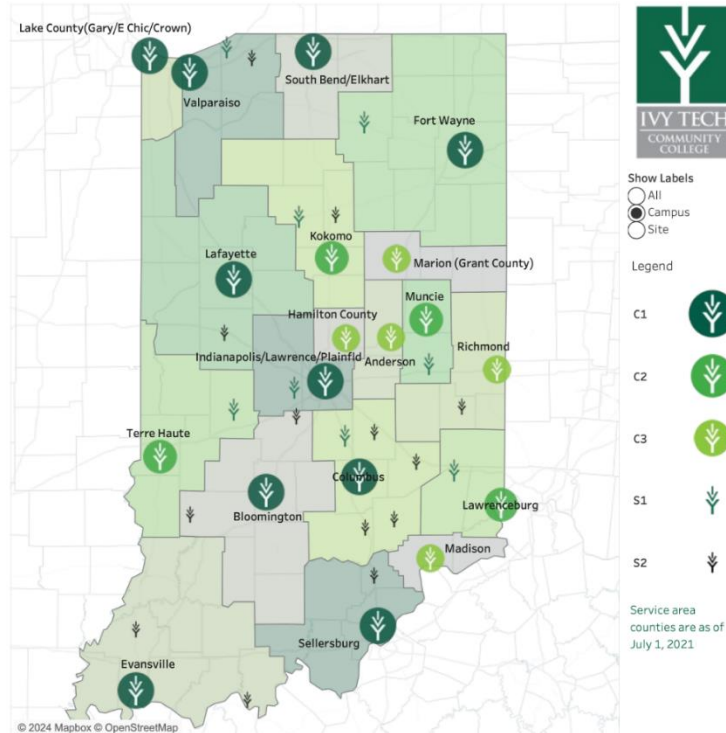 Lake County(Gary/E Chic/Crown)
Valparaiso
South Bend/Elkhart
Fort Wayne
Lafayette
Kokomo
Marion (Grant County)
Hamilton County
Muncie
Indianapolis/Lawrence/Plainfld
Anderson
Richmond
Terre Haute
Columbus
Bloomington
Lawrenceburg
Madison
Sellersburg
Evansville
© 2024 Mapbox © OpenStreetMap
IVY TECH
COMMUNITY
COLLEGE
Show Labels
All
Campus
Site
Legend
C1
C2
C3
S1
S2
Service area
counties are as of
July 1, 2021